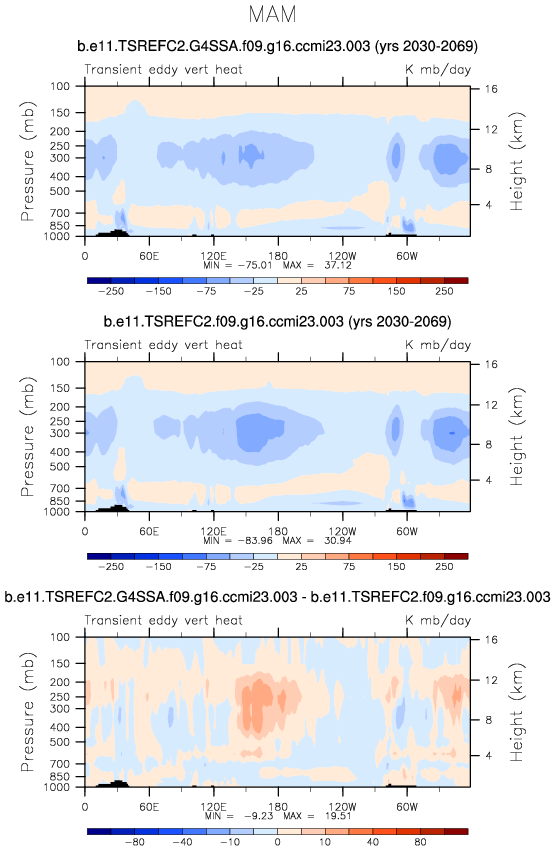 MAM
b.e11.TSREFC2.G4SSA.f09.g16.ccmi23.003 (yrs 2030-2069)
Transient eddy vert heat K mb/day
100 150 200 250 300 400 500 700 850 1000
Pressure (mb)
16 12 8 4
Height (km)
0 60E 120E 180 120W 60W
MIN = -75.01 MAX = 37.12
-250 -150 -75 -25 25 75 150 250
b.e11.TSREFC2.f09.g16.ccmi23.003 (yrs 2030-2069)
Transient eddy vert heat K mb/day
100 150 200 250 300 400 500 700 850 1000
Pressure (mb)
16 12 8 4
Height (km)
0 60E 120E 180 120W 60W
MIN = -83.96 MAX = 30.94
-250 -150 -75 -25 25 75 150 250
b.e11.TSREFC2.G4SSA.f09.g16.ccmi23.003 - b.e11.TSREFC2.f09.g16.ccmi23.003
Transient eddy vert heat K mb/day
100 150 200 250 300 400 500 700 850 1000
Pressure (mb)
16 12 8 4
Height (km)
0 60E 120E 180 120W 60W
MIN = -9.23 MAX = 19.51
-80 -40 -10 0 10 40 80